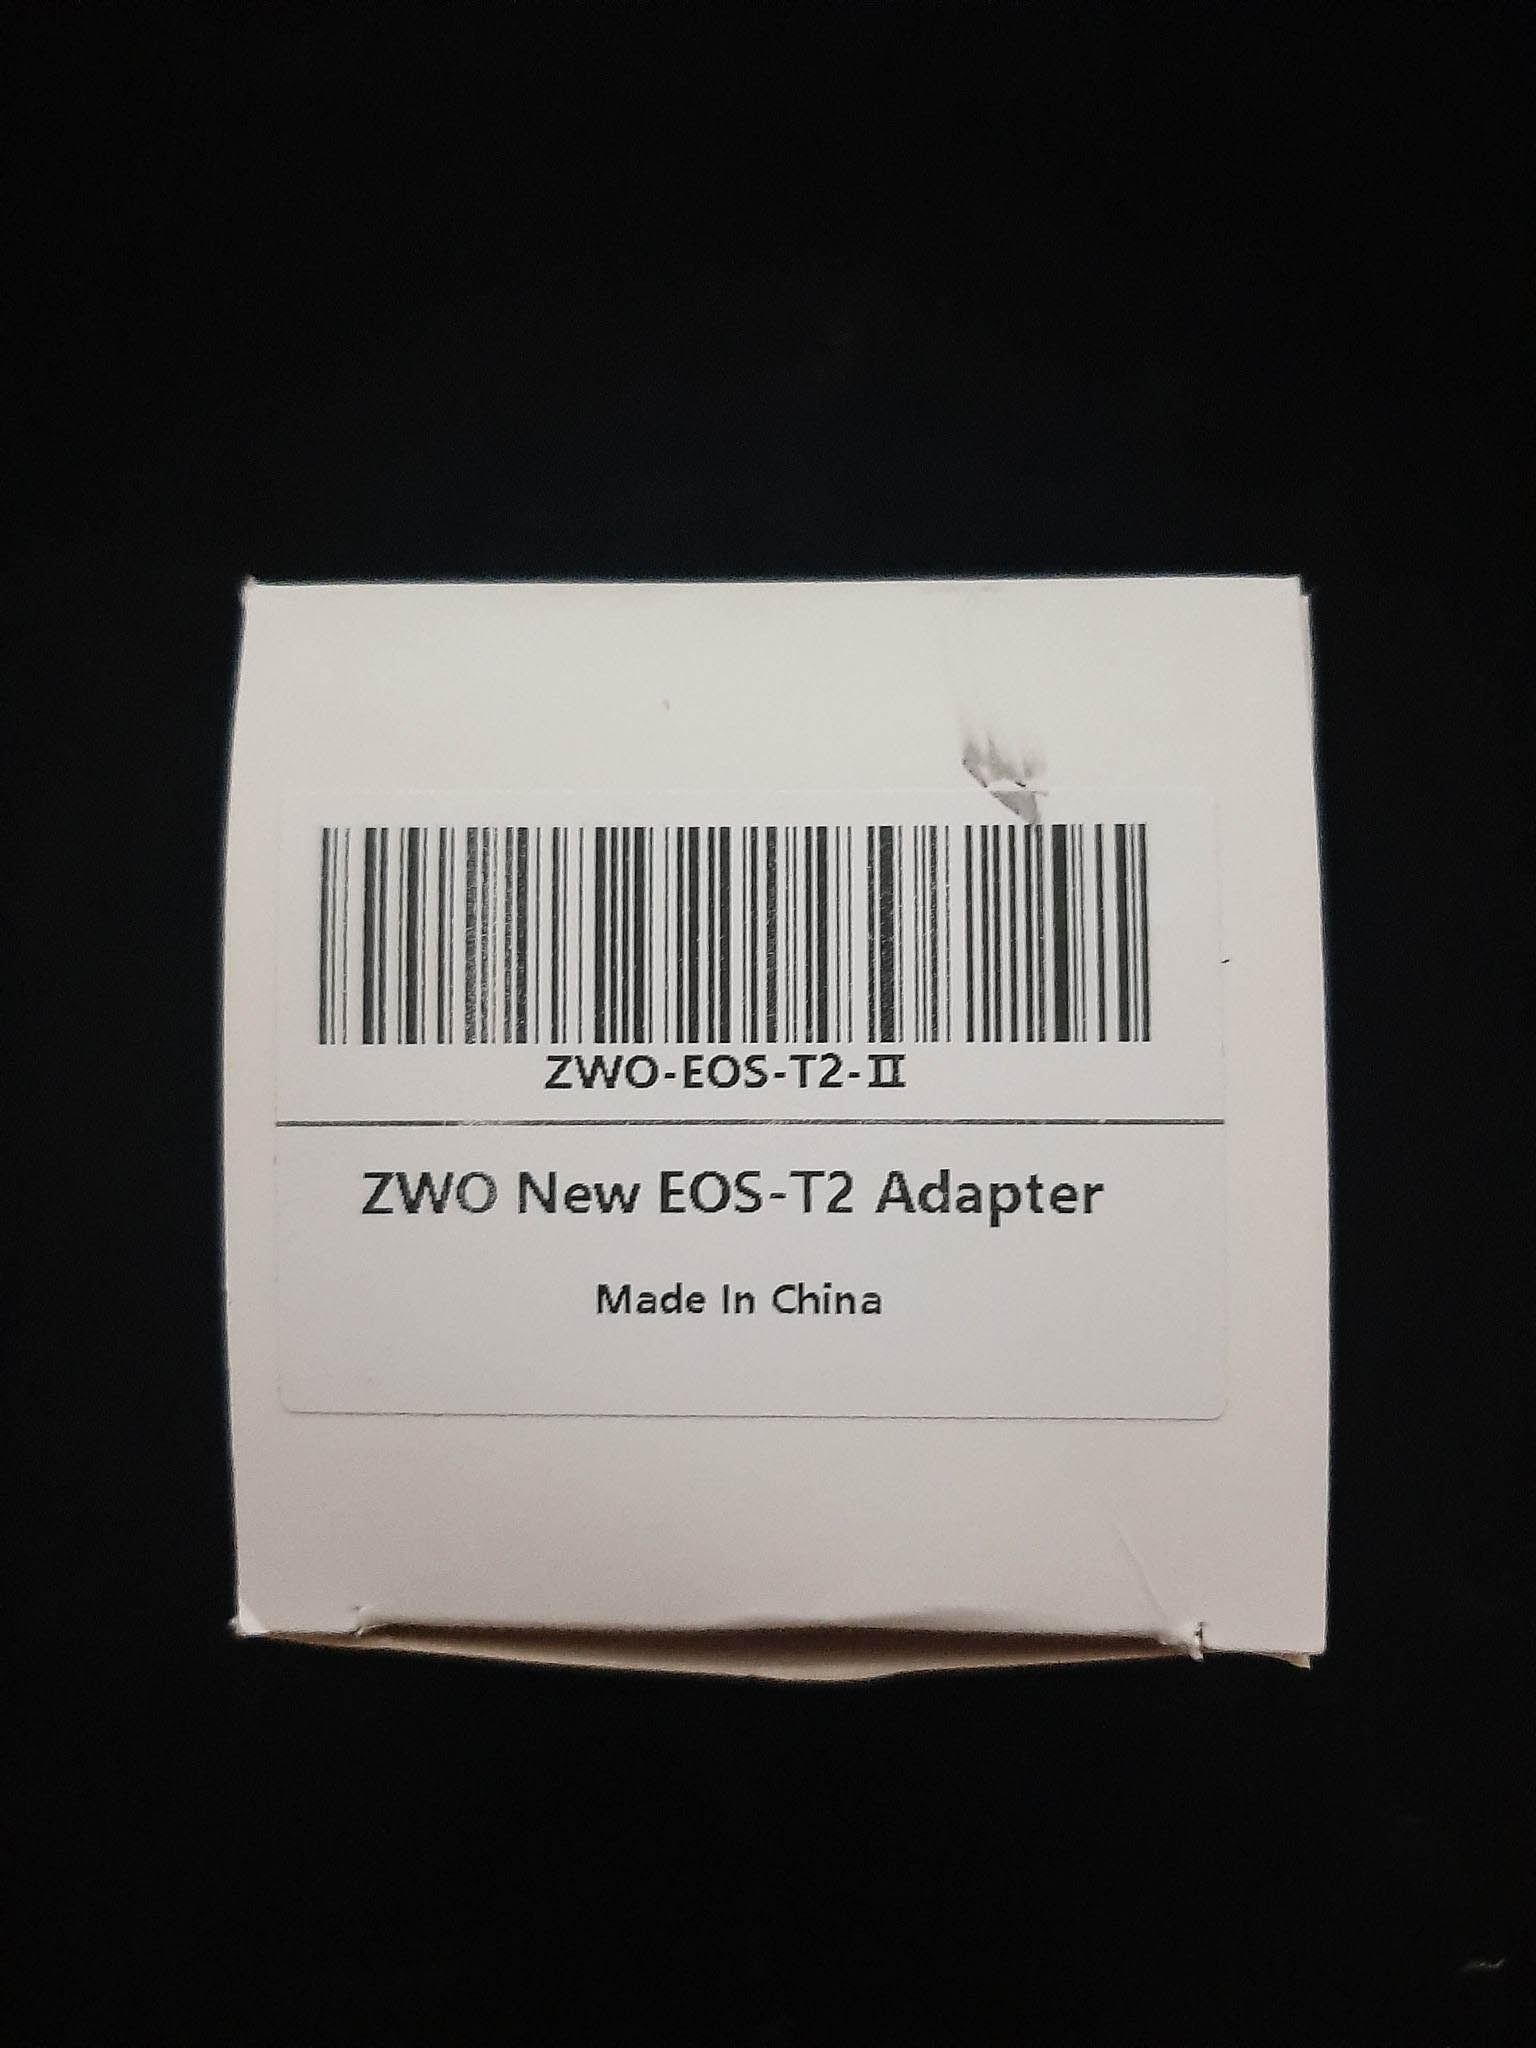 ZWO-EOS-T2-Ⅱ
ZWO New EOS-T2 Adapter
Made In China